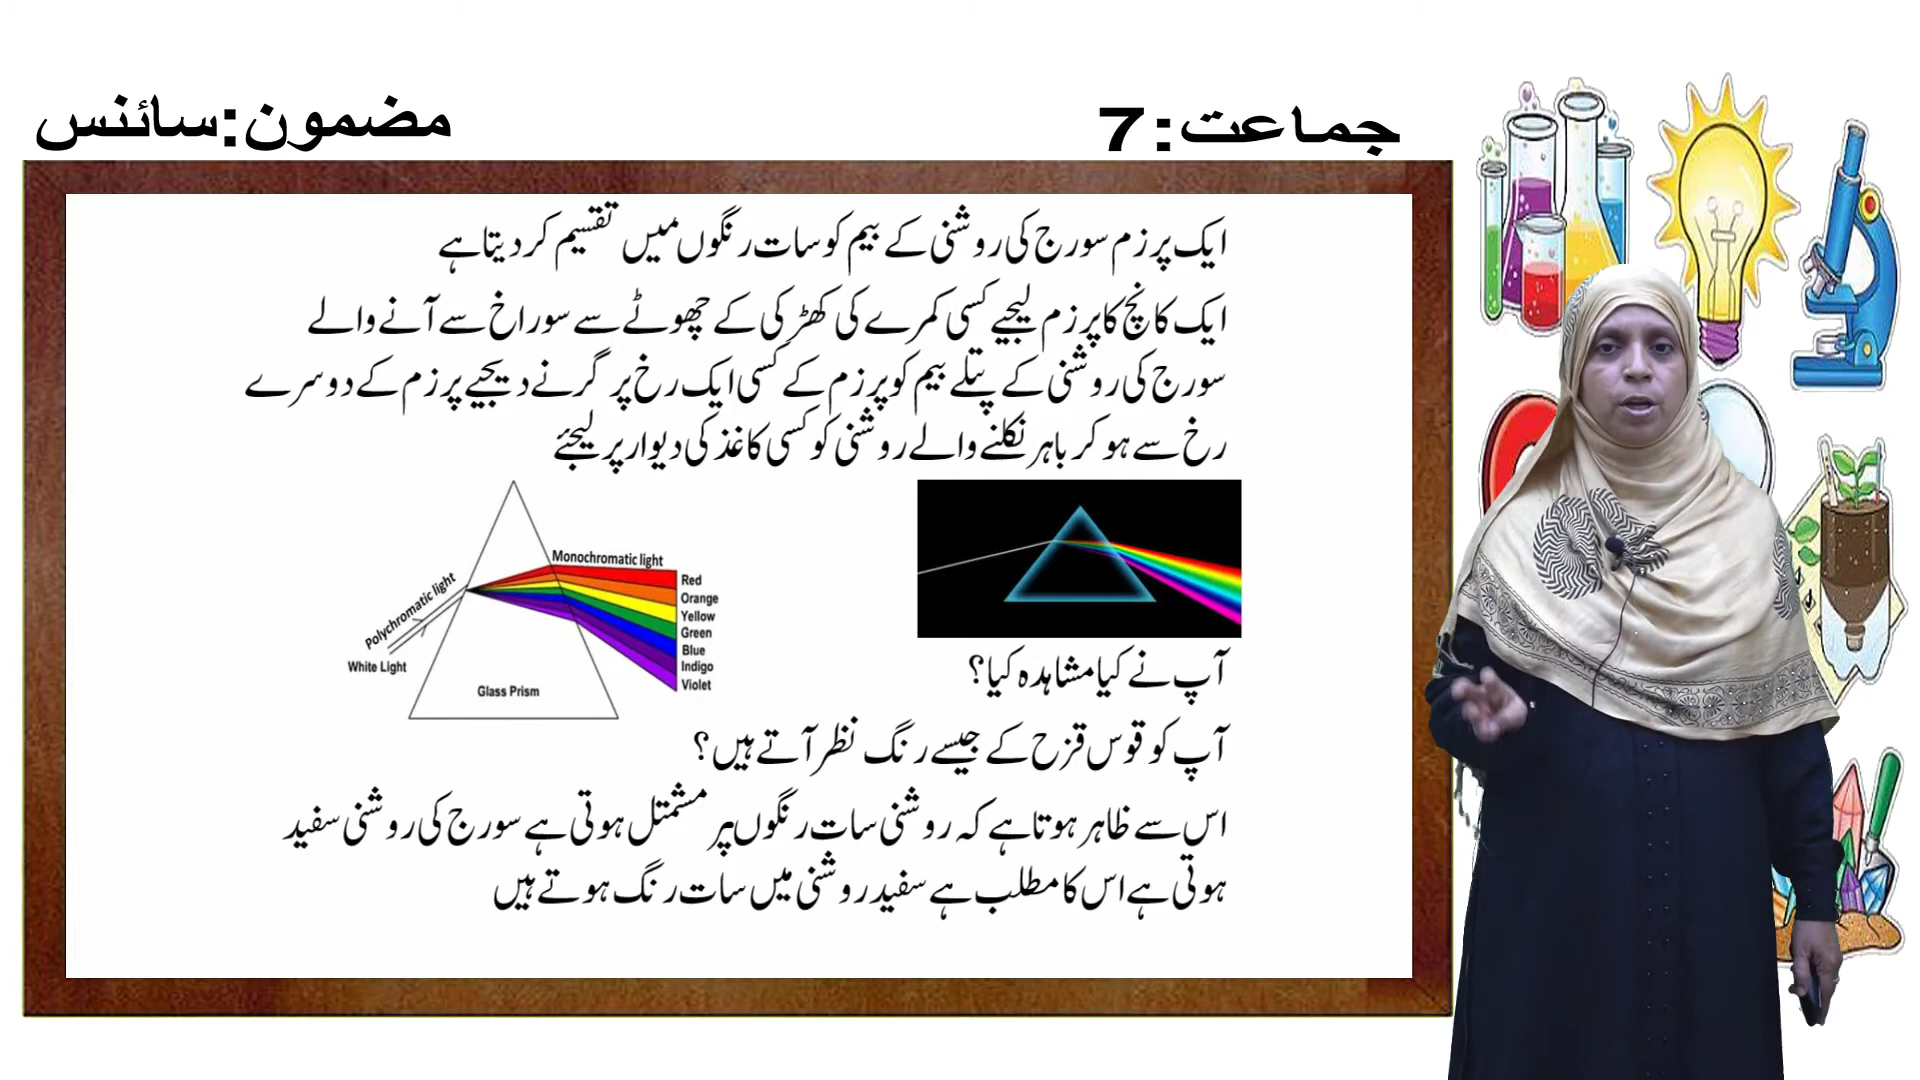 جماعت:7
مضمون:سائنس
ایک پرزم سورج کی روشنی کے بیم کو سات رنگوں میں تقسیم کر دیتا ہے
ایک کانچ کا پرزم لیجیے کسی کمرے کی کھڑکی کے چھوٹے سے سوراخ سے آنے والے
سورج کی روشنی کے پتلے بیم کو پرزم کے کسی ایک رخ پر گرنے دیجیے پرزم کے دوسرے
رخ سے ہو کر باہر نکلنے والے روشنی کو کسی کاغذ کی دیوار پر لیجئے
Monochromatic light
Polychromatic light
White Light
Glass Prism
Red
Orange
Yellow
Green
Blue
Indigo
Violet
آپ نے کیا مشاہدہ کیا؟
آپ کو قوس قزح کے جیسے رنگ نظر آتے ہیں؟
اس سے ظاہر ہوتا ہے کہ روشنی سات رنگوں پر مشتمل ہوتی ہے سورج کی روشنی سفید
ہوتی ہے اس کا مطلب ہے سفید روشنی میں سات رنگ ہوتے ہیں